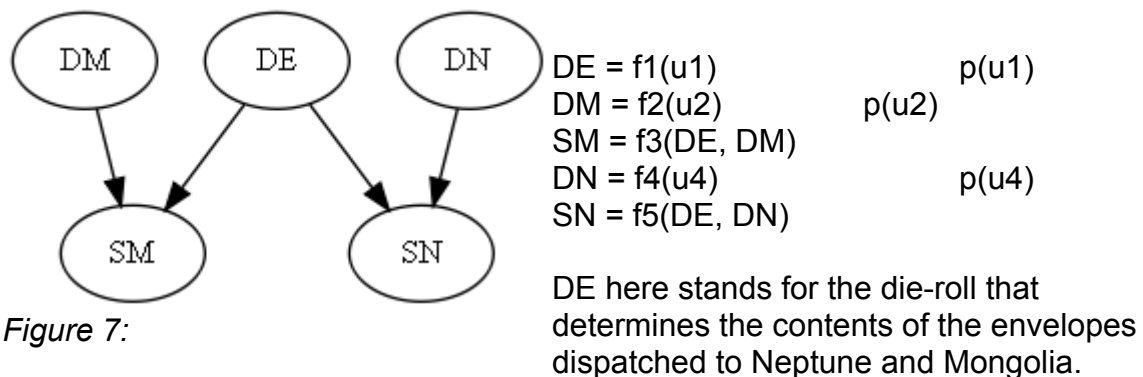 DM DE DN
SM SN
Figure 7:
DE = f1(u1) p(u1)
DM = f2(u2) p(u2)
SM = f3(DE, DM)
DN = f4(u4) p(u4)
SN = f5(DE, DN)
DE here stands for the die-roll that
determines the contents of the envelopes
dispatched to Neptune and Mongolia.